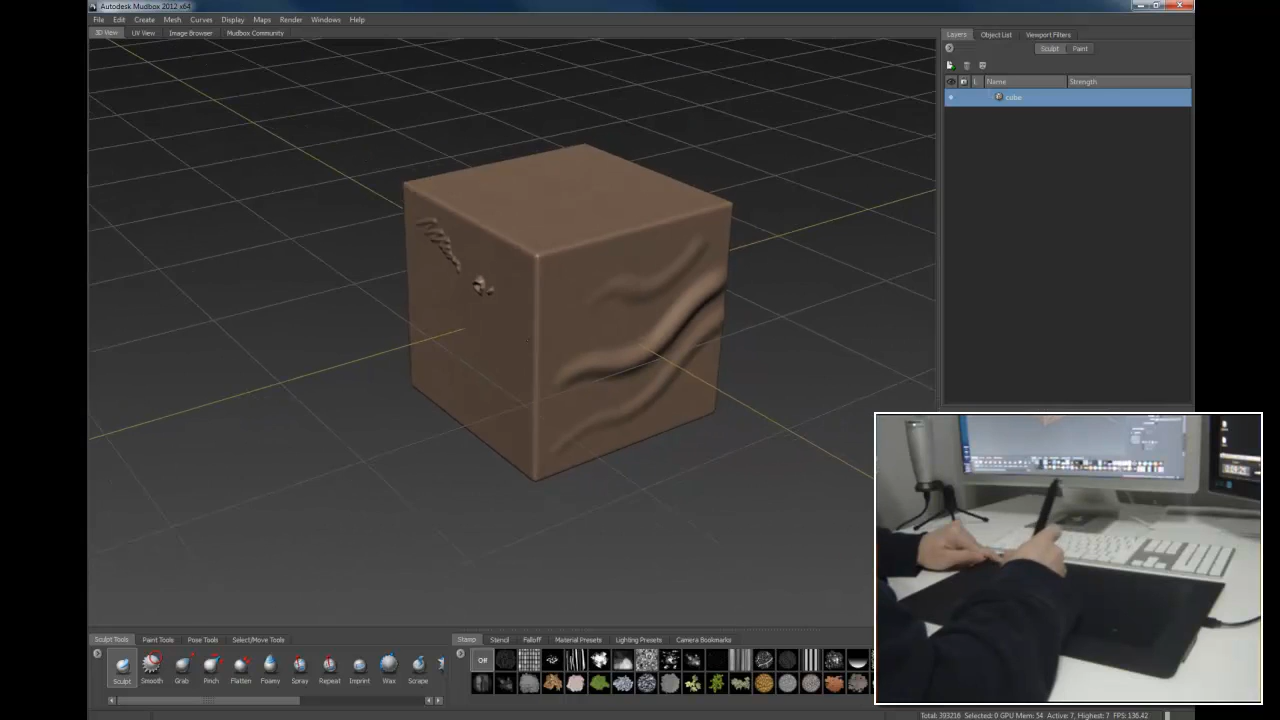 Autodesk Mudbox 2012 x64
File Edit Create Mesh Curves Display Maps Render Windows Help
3D View UV View Image Browser Mudbox Community
Layers Object List Viewport Filters
Sculpt Paint
L Name Strength
cube
Sculpt Tools Paint Tools Pose Tools Select/Move Tools
Stamp Stencil Falloff Material Presets Lighting Presets Camera Bookmarks
Off
Sculpt Smooth Grab Pinch Flatten Foamy Spray Repeat Imprint Wax Scrape
Total: 393216 Selected: 0 GPU Mem: 54 Active: 7, Highest: 7 FPS: 136.42